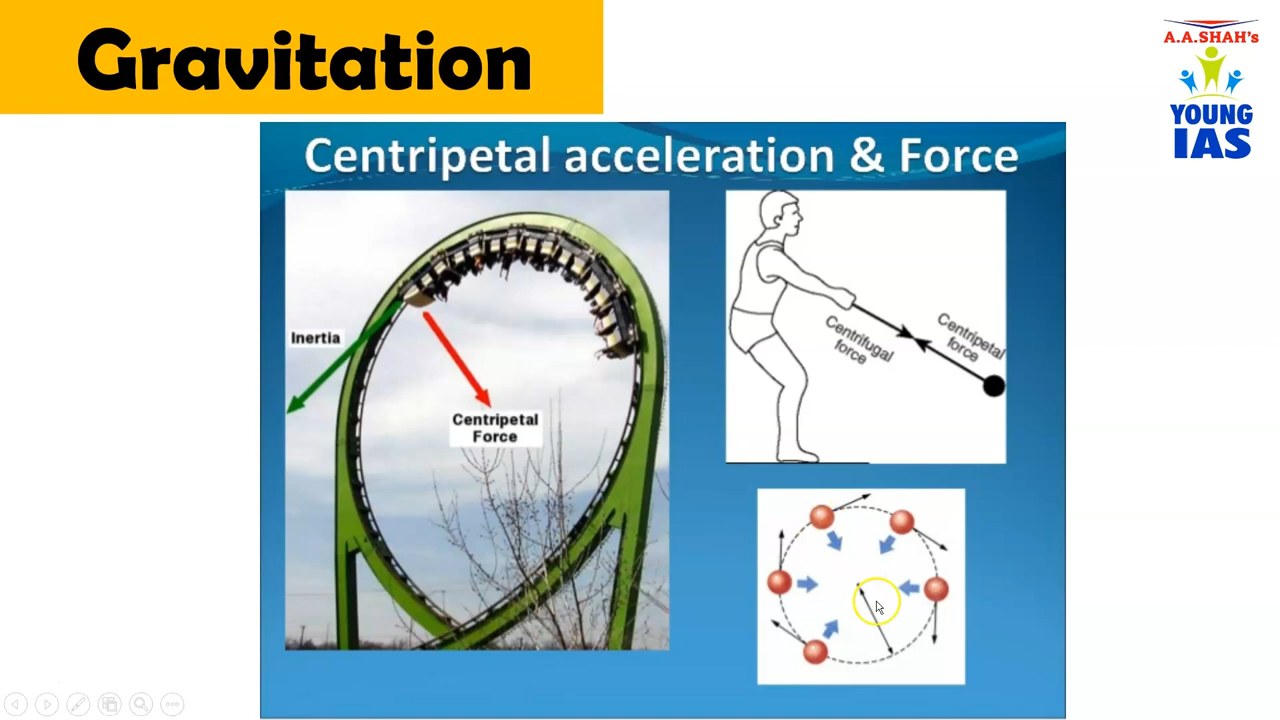 Gravitation
A.A.SHAH's
YOUNG
IAS
Centripetal acceleration & Force
Inertia
Centripetal
Force
Centrifugal
force
Centripetal
force